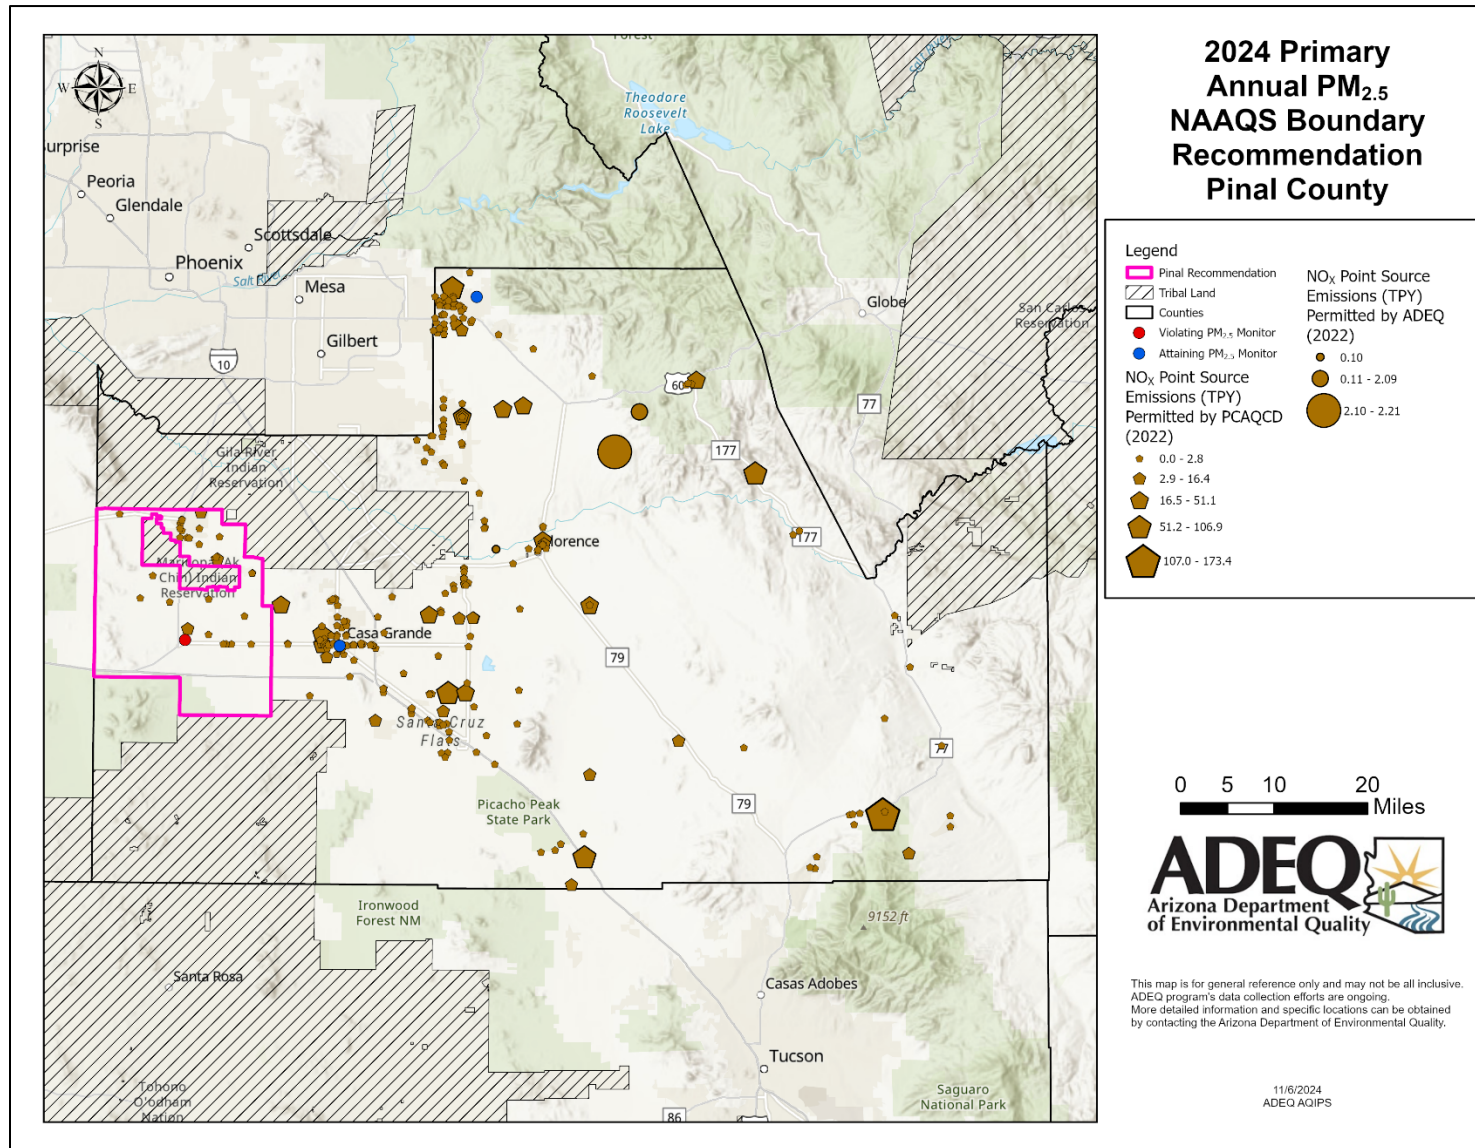 2024 Primary
Annual PM2.5
NAAQS Boundary
Recommendation
Pinal County
Legend
Pinal Recommendation
Tribal Land
Counties
Violating PM2.5 Monitor
Attaining PM2.5 Monitor
NOX Point Source
Emissions (TPY)
Permitted by PCAQCD
(2022)
0.0 - 2.8
2.9 - 16.4
16.5 - 51.1
51.2 - 106.9
107.0 - 173.4
NOX Point Source
Emissions (TPY)
Permitted by ADEQ
(2022)
0.10
0.11 - 2.09
2.10 - 2.21
0 5 10 20
Miles
ADEQ
Arizona Department
of Environmental Quality
This map is for general reference only and may not be all inclusive.
ADEQ program's data collection efforts are ongoing.
More detailed information and specific locations can be obtained
by contacting the Arizona Department of Environmental Quality.
11/6/2024
ADEQ AQIPS
N
W E
S
Forest
Salt River
Theodore
Roosevelt
Lake
urprise
Peoria
Glendale
Scottsdale
Phoenix
Salt River
Mesa
Gilbert
10
Globe
San Carlos
Reservation
60
77
177
Gila River
Indian
Reservation
177
lorence
Maricopa (Ak
Chin) Indian
Reservation
Casa Grande
79
Santa Cruz
Flats
77
Picacho Peak
State Park
79
Ironwood
Forest NM
9152 ft
Santa Rosa
Casas Adobes
Tucson
Tohono
O'odham
Nation
86
Saguaro
National Park